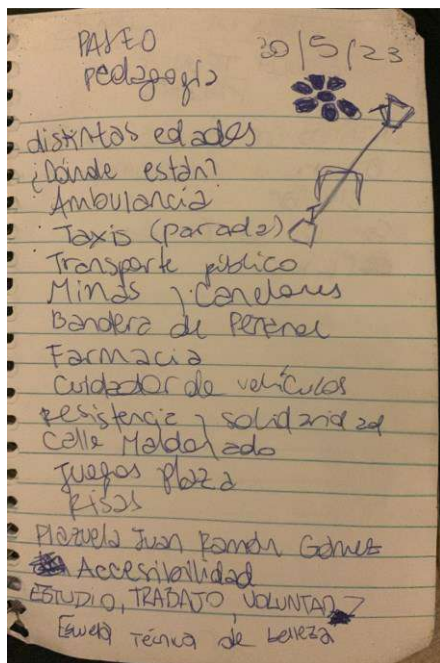 PASEO 30/5/23
pedagogía
distintas edades
¿Dónde están?
Ambulancia
Taxis (parada)
Transporte público
Minas y Canelones
Bandera de Peñarol
Farmacia
Cuidador de vehículos
resistencia y solidaridad
Calle Maldonado
Juegos plaza
Risas
Plazuela Juan Ramón Gómez
Accesibilidad
ESTUDIO, TRABAJO, VOLUNTAD
Escuela Técnica de belleza